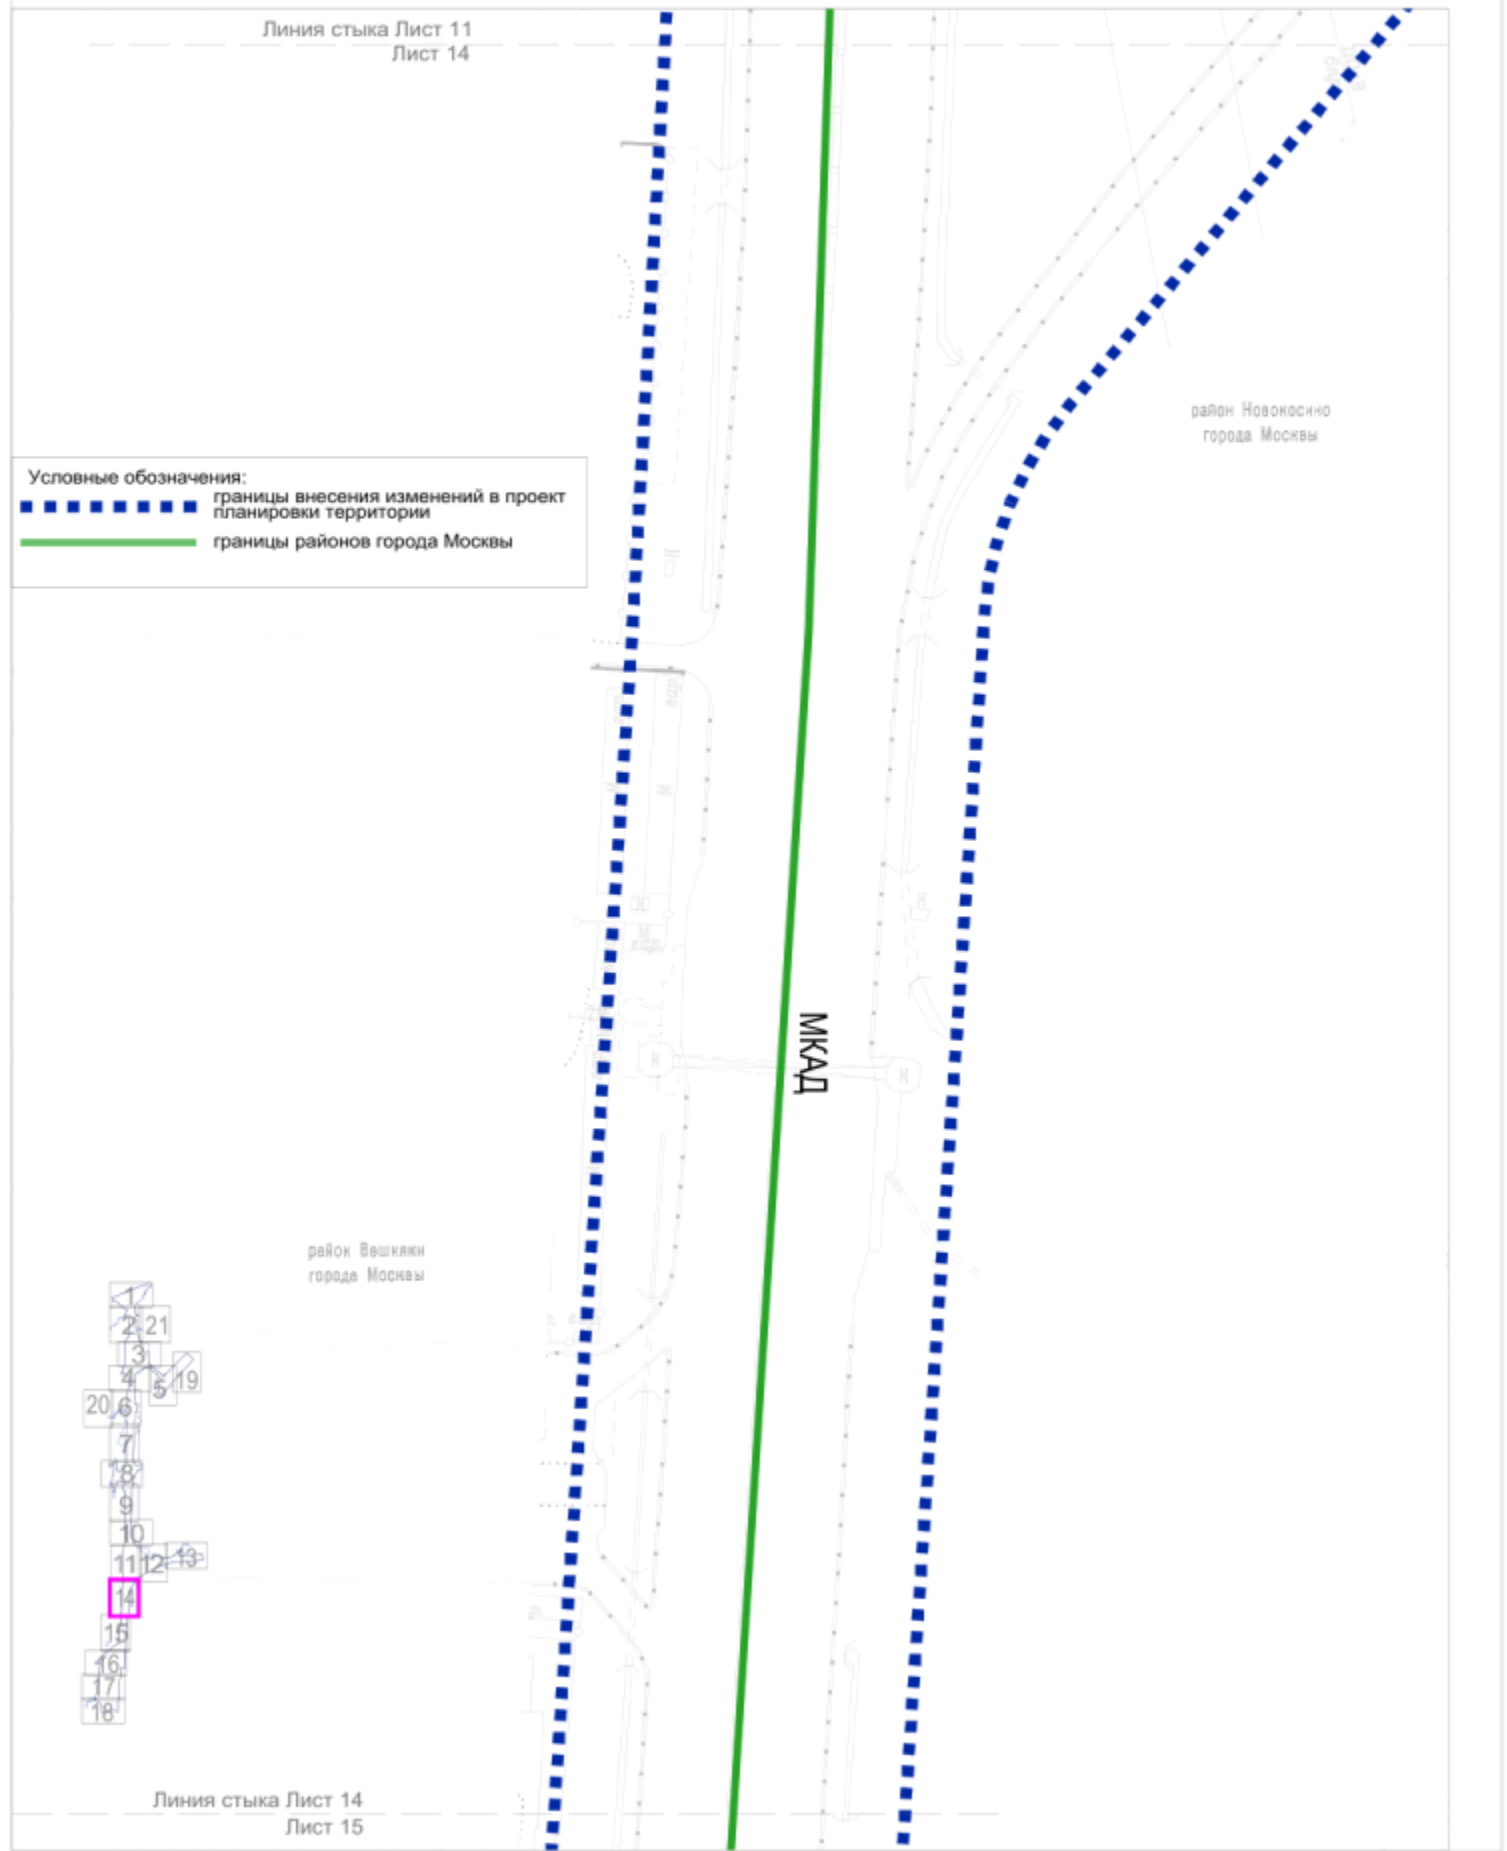 Линия стыка Лист 11
Лист 14
район Новокосино
города Москвы
Условные обозначения:
границы внесения изменений в проект
планировки территории
границы районов города Москвы
гар.
М
М
Н
М
гар.
МКАД
Н
Н
район Вешняки
города Москвы
1
2 21
3
4 5 19
20 6
7
8
9
10
11 12 13
14
15
16
17
18
Линия стыка Лист 14
Лист 15